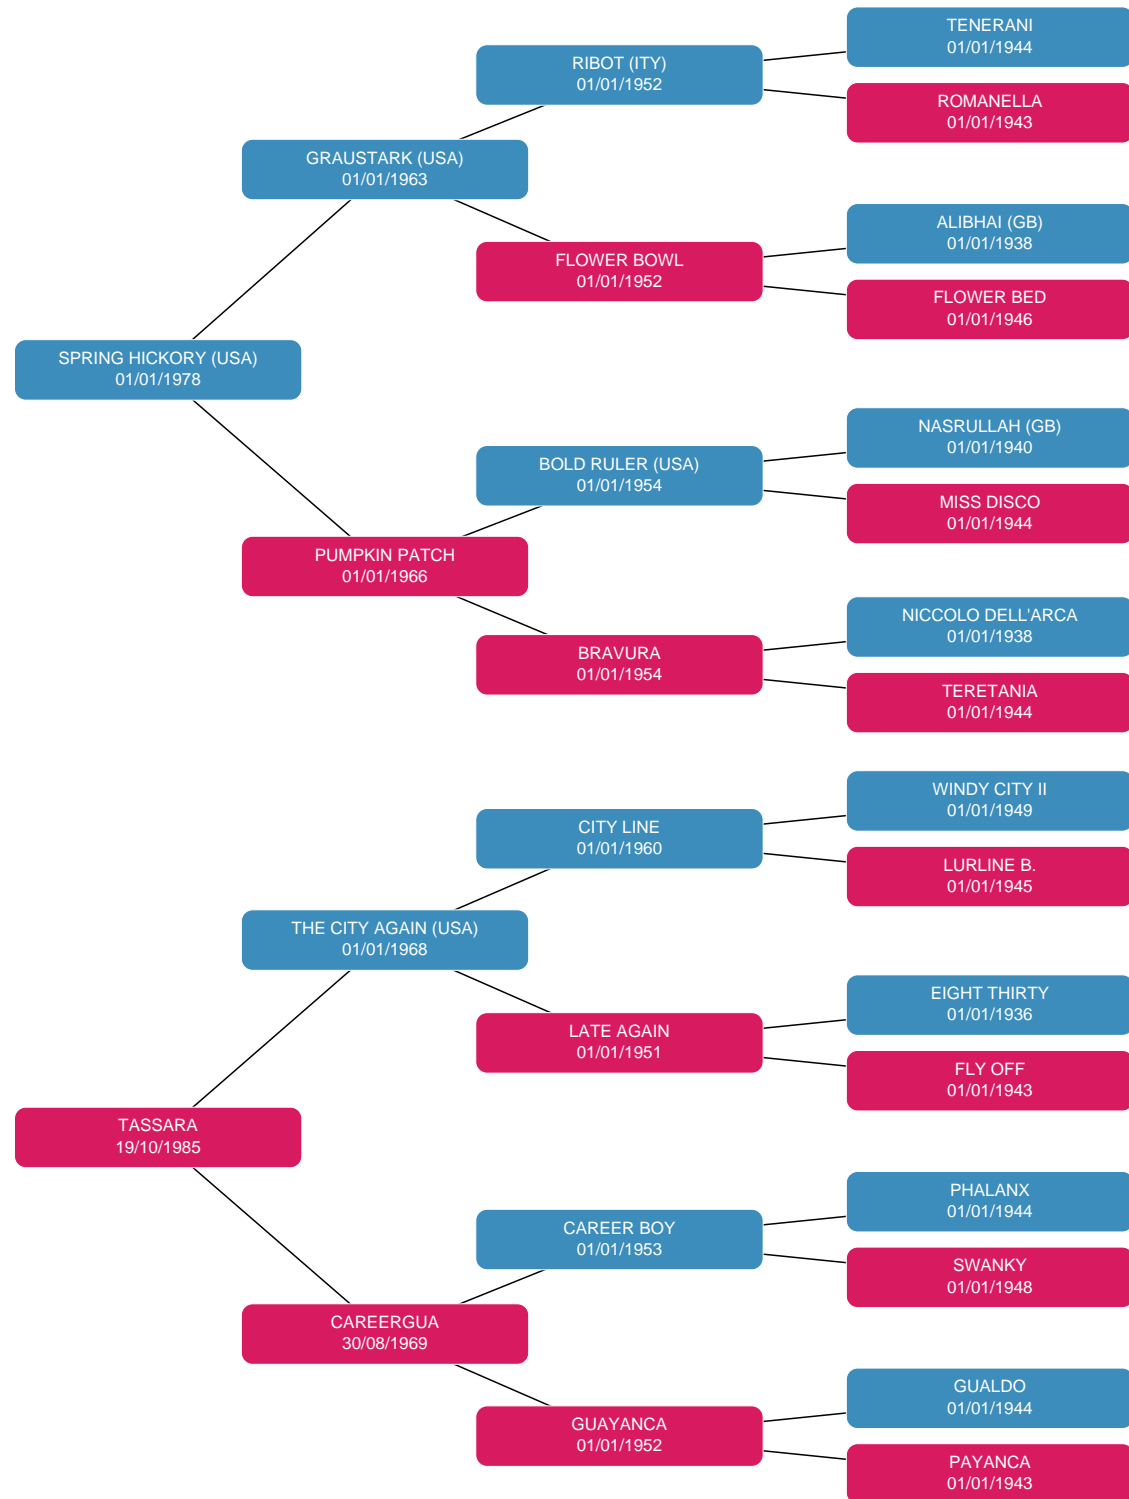 TENERANI
01/01/1944
RIBOT (ITY)
01/01/1952
ROMANELLA
01/01/1943
GRAUSTARK (USA)
01/01/1963
ALIBHAI (GB)
01/01/1938
FLOWER BOWL
01/01/1952
FLOWER BED
01/01/1946
SPRING HICKORY (USA)
01/01/1978
NASRULLAH (GB)
01/01/1940
BOLD RULER (USA)
01/01/1954
MISS DISCO
01/01/1944
PUMPKIN PATCH
01/01/1966
NICCOLO DELL'ARCA
01/01/1938
BRAVURA
01/01/1954
TERETANIA
01/01/1944
WINDY CITY II
01/01/1949
CITY LINE
01/01/1960
LURLINE B.
01/01/1945
THE CITY AGAIN (USA)
01/01/1968
EIGHT THIRTY
01/01/1936
LATE AGAIN
01/01/1951
FLY OFF
01/01/1943
TASSARA
19/10/1985
PHALANX
01/01/1944
CAREER BOY
01/01/1953
SWANKY
01/01/1948
CAREERGUA
30/08/1969
GUALDO
01/01/1944
GUAYANCA
01/01/1952
PAYANCA
01/01/1943